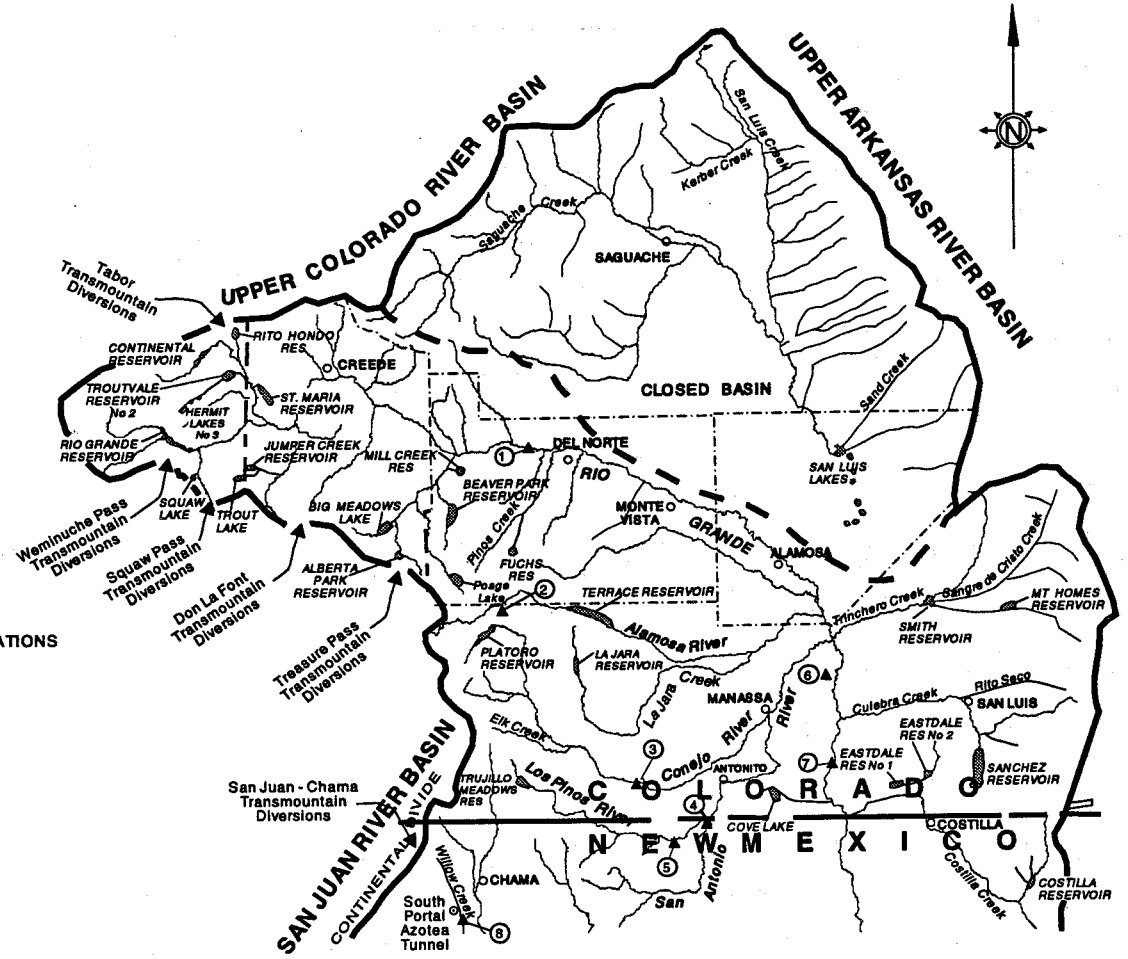 UPPER COLORADO RIVER BASIN
UPPER ARKANSAS RIVER BASIN
N
San Luis Creek
Kerber Creek
Saguache Creek
SAGUACHE
Tabor
Transmountain
Diversions
CONTINENTAL
RESERVOIR
RITO HONDO
RES
CREEDE
TROUTVALE
RESERVOIR
No 2
HERMIT
LAKES
No 3
ST. MARIA
RESERVOIR
CLOSED BASIN
Sand Creek
RIO GRANDE
RESERVOIR
JUMPER CREEK
RESERVOIR
MILL CREEK
RES
1
DEL NORTE
RIO
GRANDE
SAN LUIS
LAKES
SQUAW
LAKE
TROUT
LAKE
BIG MEADOWS
LAKE
BEAVER PARK
RESERVOIR
Pinos Creek
MONTE
VISTA
ALAMOSA
Weminuche Pass
Transmountain
Diversions
Squaw Pass
Transmountain
Diversions
Don La Font
Transmountain
Diversions
ALBERTA
PARK
RESERVOIR
FUCHS
RES
Poage
Lake
2
TERRACE RESERVOIR
Trinchero Creek
Sangre de Cristo Creek
MT HOMES
RESERVOIR
SMITH
RESERVOIR
ATIONS
Treasure Pass
Transmountain
Diversions
PLATORO
RESERVOIR
LA JARA
RESERVOIR
Alamosa River
La Jara Creek
6
MANASSA
Culebra Creek
Rito Seco
SAN LUIS
Elk Creek
3
Conejo River
River
ANTONITO
7
EASTDALE
RES No 1
EASTDALE
RES No 2
SANCHEZ
RESERVOIR
San Juan - Chama
Transmountain
Diversions
TRUJILLO
MEADOWS
RES
Los Pinos River
COLORADO
4
COVE LAKE
NEW MEXICO
COSTILLA
SAN JUAN RIVER BASIN
CONTINENTAL DIVIDE
Willow Creek
CHAMA
5
San Antonio
Costilla Creek
COSTILLA
RESERVOIR
South
Portal
Azotea
Tunnel
8